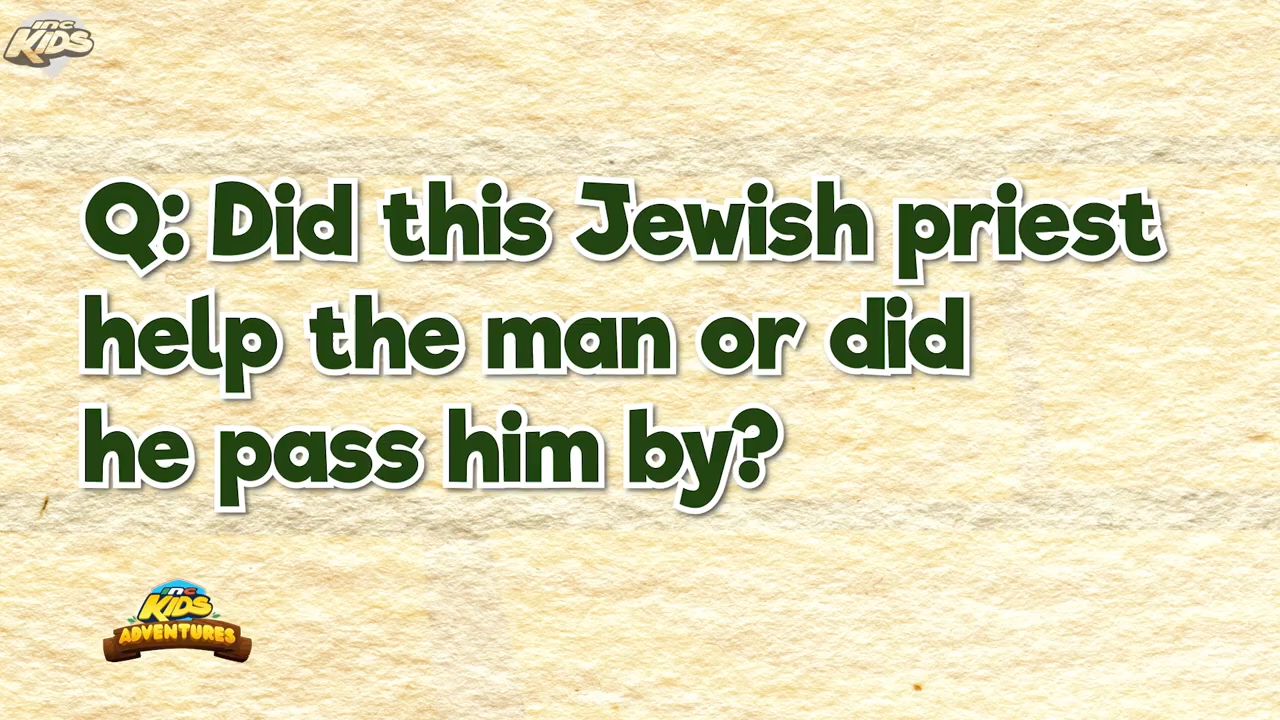 INC
KIDS
Q: Did this Jewish priest
help the man or did
he pass him by?
INC
KIDS
ADVENTURES